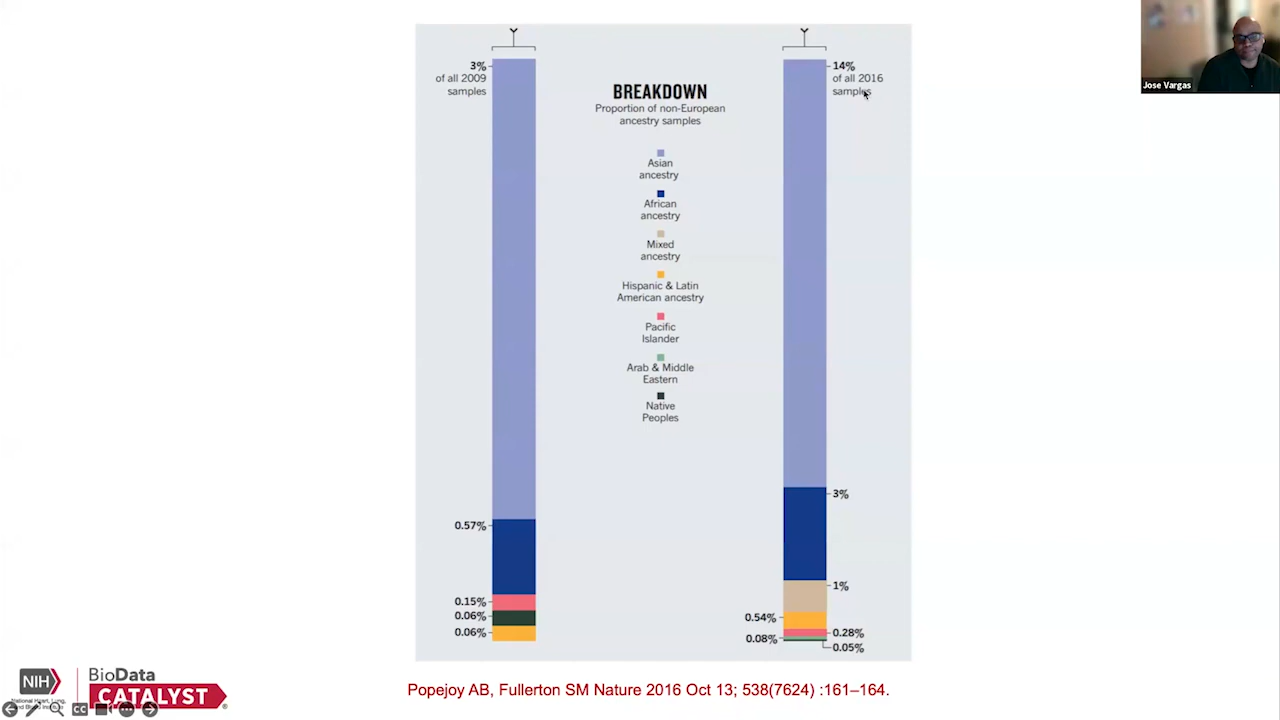 3%
of all 2009
samples
0.57%
0.15%
0.06%
0.06%
BREAKDOWN
Proportion of non-European
ancestry samples
Asian
ancestry
African
ancestry
Mixed
ancestry
Hispanic & Latin
American ancestry
Pacific
Islander
Arab & Middle
Eastern
Native
Peoples
14%
of all 2016
samples
3%
1%
0.54%
0.28%
0.08%
0.05%
Jose Vargas
NIH
National Heart, Lung,
BioData
CATALYST
Popejoy AB, Fullerton SM Nature 2016 Oct 13; 538(7624) :161–164.